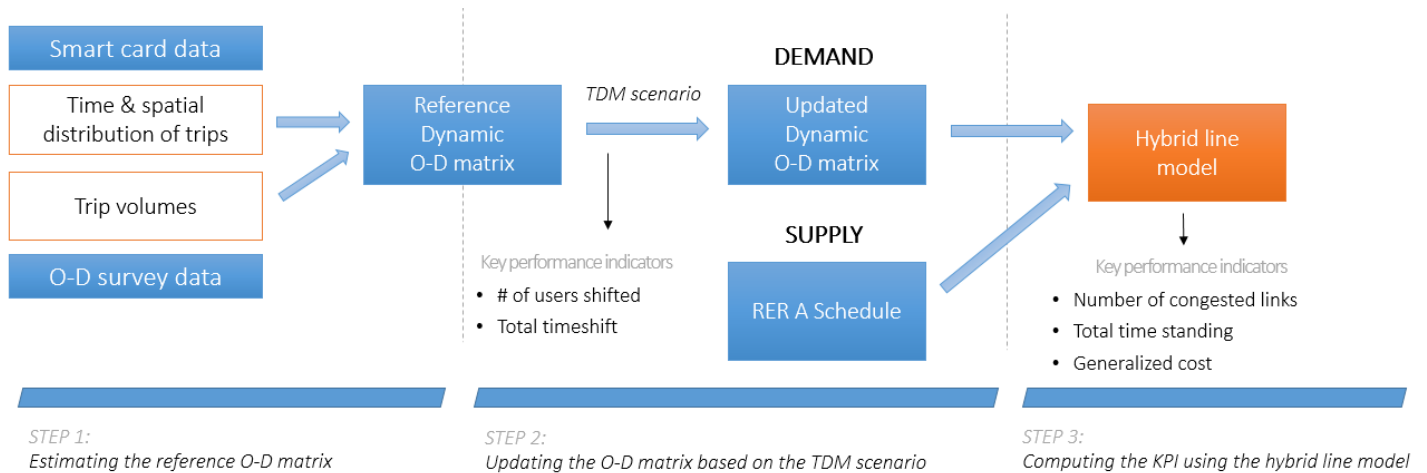 Smart card data
Time & spatial
distribution of trips
Trip volumes
O-D survey data
Reference
Dynamic
O-D matrix
TDM scenario
Key performance indicators
• # of users shifted
• Total timeshift
DEMAND
Updated
Dynamic
O-D matrix
SUPPLY
RER A Schedule
Hybrid line
model
Key performance indicators
• Number of congested links
• Total time standing
• Generalized cost
STEP 1:
Estimating the reference O-D matrix
STEP 2:
Updating the O-D matrix based on the TDM scenario
STEP 3:
Computing the KPI using the hybrid line model